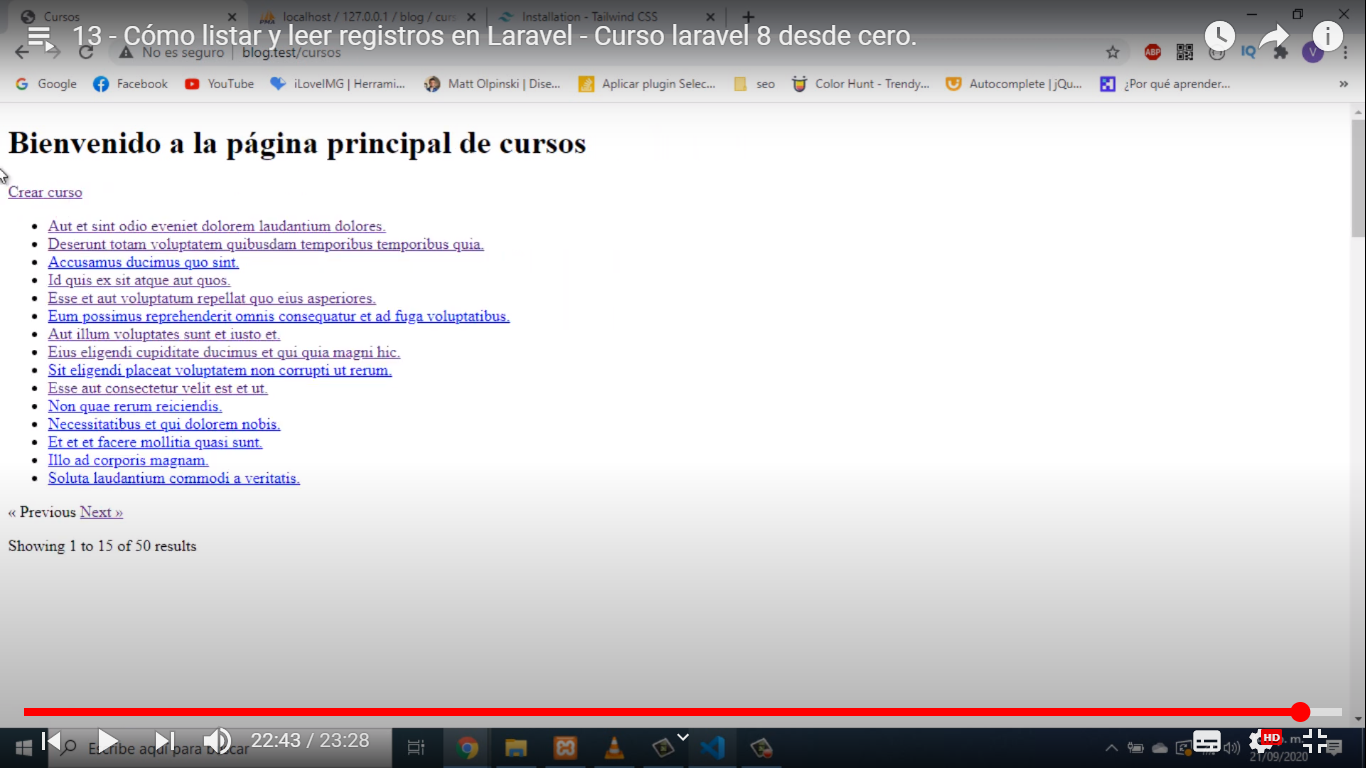 Cursos
localhost / 127.0.0.1 / blog / curs
Installation - Tailwind CSS
13 - Cómo listar y leer registros en Laravel - Curso laravel 8 desde cero.
No es seguro
blog.test/cursos
ABP
IQ
V
Google
Facebook
YouTube
iLoveIMG | Herrami...
Matt Olpinski | Dise...
Aplicar plugin Selec...
seo
Color Hunt - Trendy...
Autocomplete | jQu...
¿Por qué aprender...
»
Bienvenido a la página principal de cursos
Crear curso
Aut et sint odio eveniet dolorem laudantium dolores.
Deserunt totam voluptatem quibusdam temporibus temporibus quia.
Accusamus ducimus quo sint.
Id quis ex sit atque aut quos.
Esse et aut voluptatum repellat quo eius asperiores.
Eum possimus reprehenderit omnis consequatur et ad fuga voluptatibus.
Aut illum voluptates sunt et iusto et.
Eius eligendi cupiditate ducimus et qui quia magni hic.
Sit eligendi placeat voluptatem non corrupti ut rerum.
Esse aut consectetur velit est et ut.
Non quae rerum reiciendis.
Necessitatibus et qui dolorem nobis.
Et et et facere mollitia quasi sunt.
Illo ad corporis magnam.
Soluta laudantium commodi a veritatis.
« Previous Next »
Showing 1 to 15 of 50 results
Escribe aquí para buscar
22:43 / 23:28
HD
21/09/2020